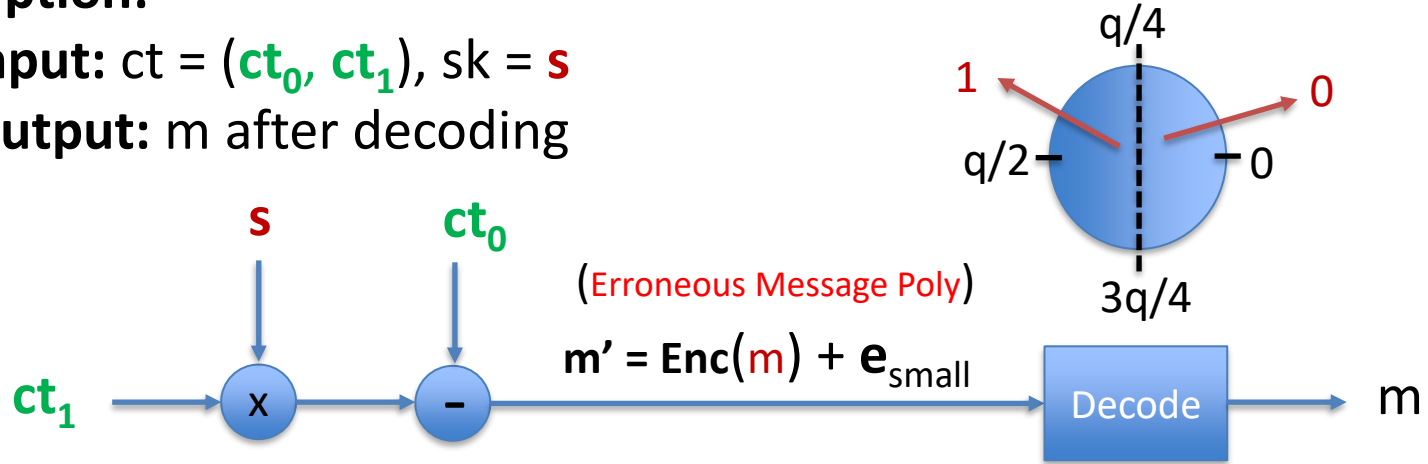 ption:
nput: ct = (ct₀, ct₁), sk = s
utput: m after decoding
q/4
1
0
q/2
0
3q/4
s
ct₀
(Erroneous Message Poly)
m’ = Enc(m) + e_small
ct₁
x
-
Decode
m